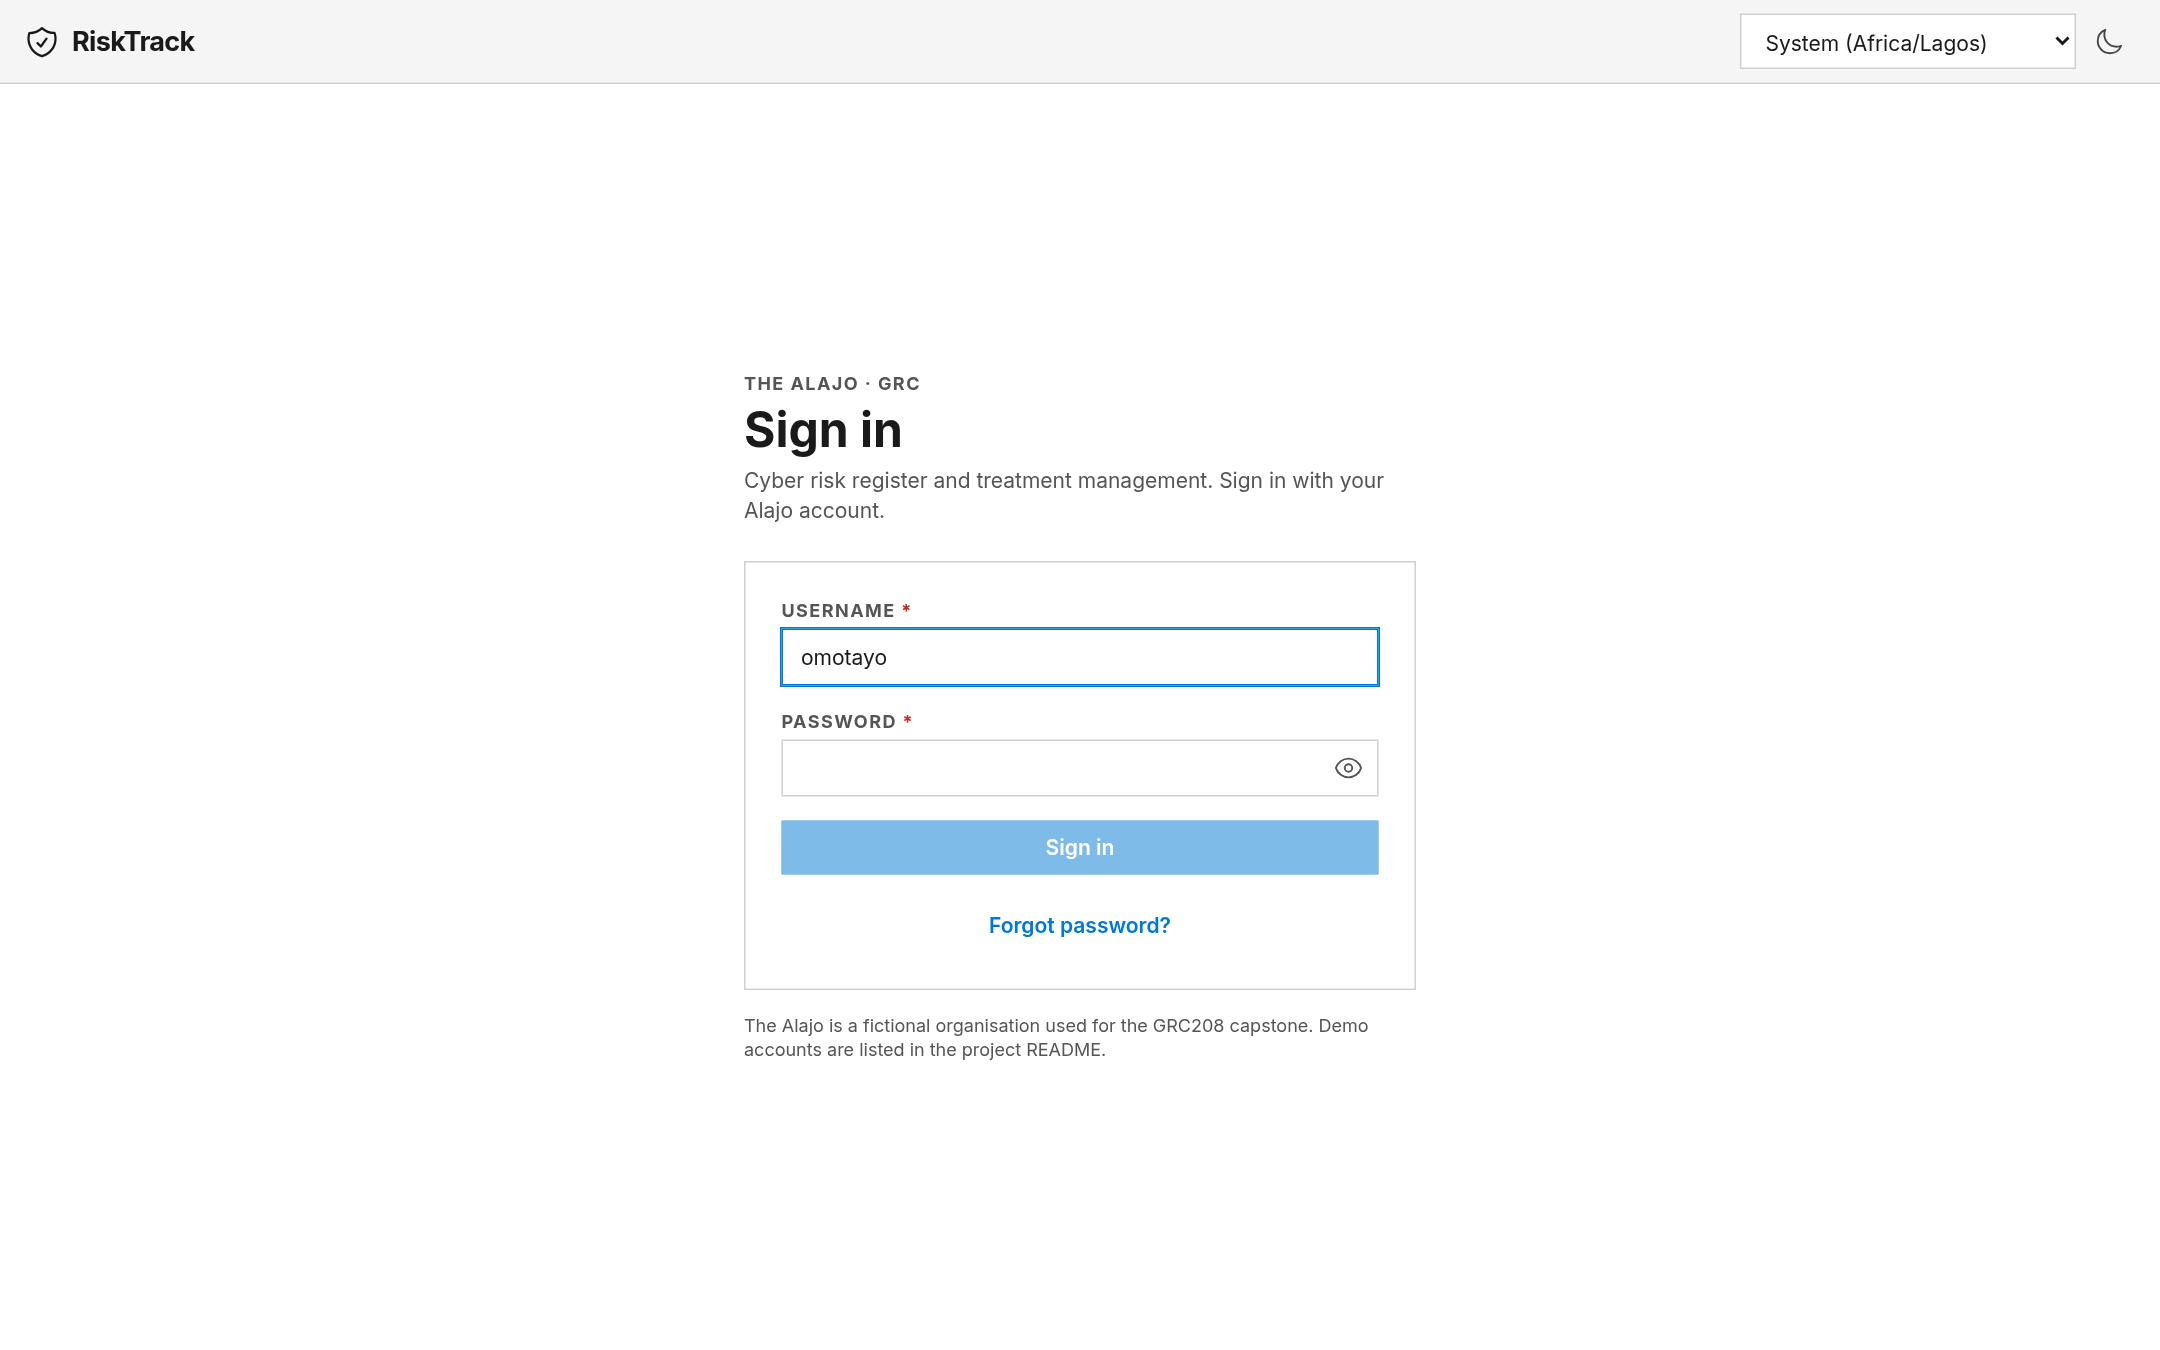 RiskTrack
System (Africa/Lagos)
THE ALAJO · GRC
Sign in
Cyber risk register and treatment management. Sign in with your
Alajo account.
USERNAME *
omotayo
PASSWORD *
Sign in
Forgot password?
The Alajo is a fictional organisation used for the GRC208 capstone. Demo
accounts are listed in the project README.